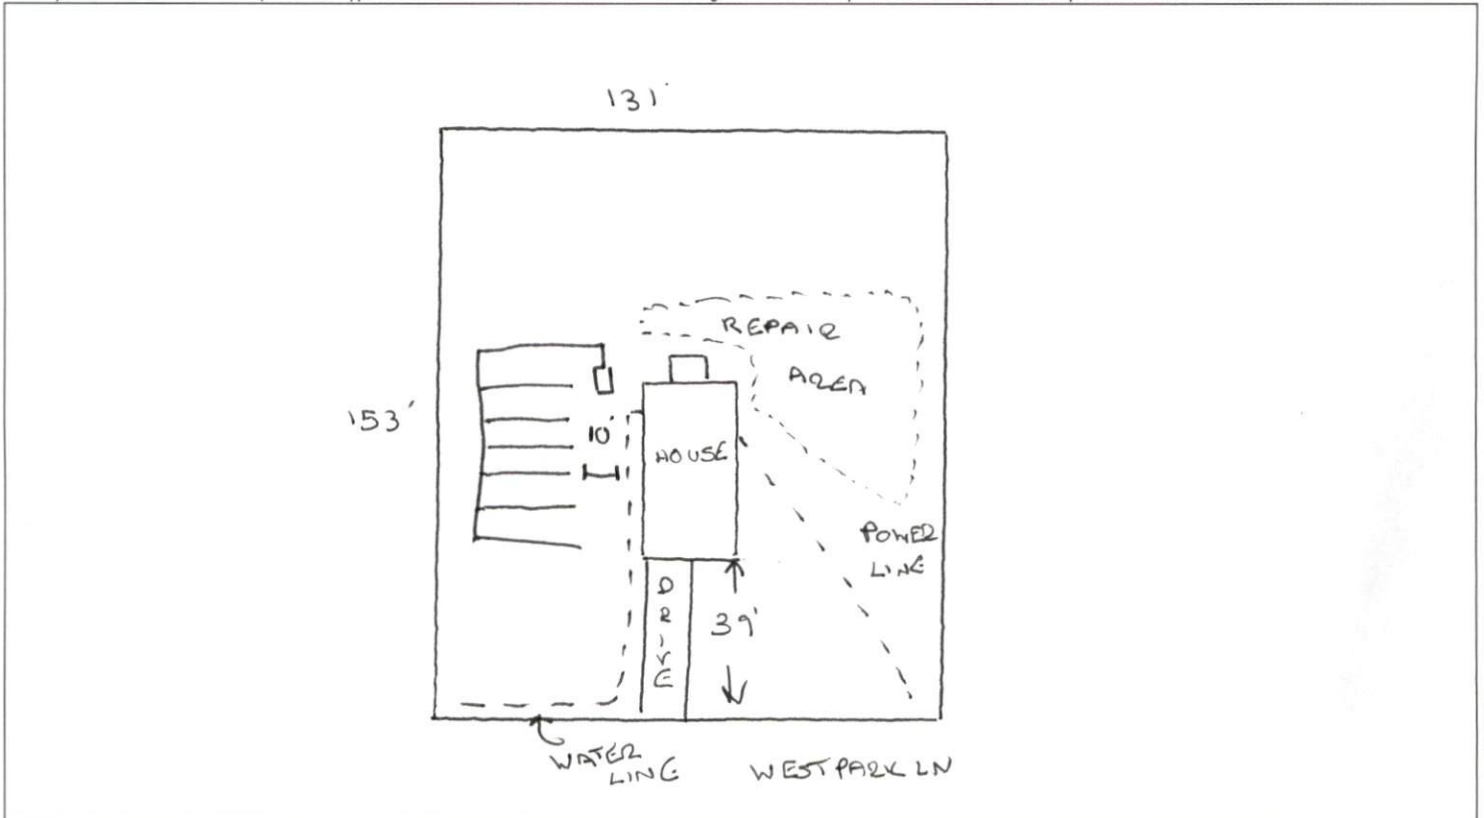 131'
REPAIR
AREA
153'
10'
HOUSE
POWER
LINE
DRIVE
39'
WATER
LINE
WESTPARK LN